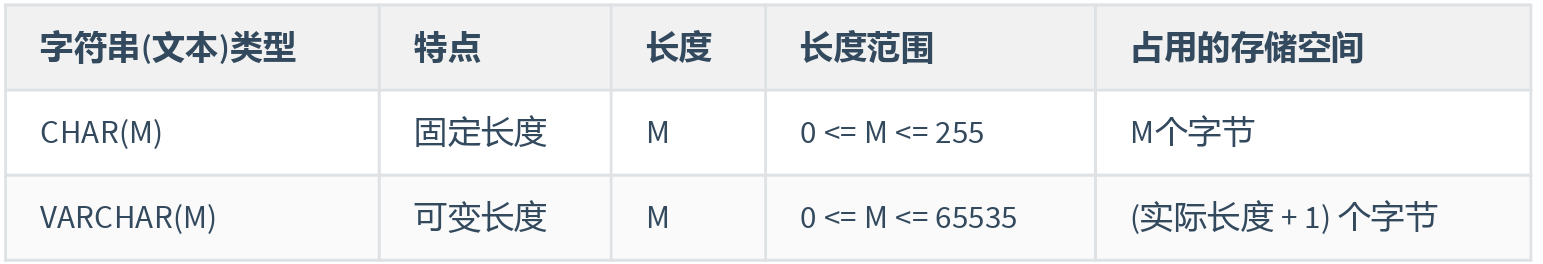 字符串(文本)类型 特点 长度 长度范围 占用的存储空间
CHAR(M) 固定长度 M 0 <= M <= 255 M个字节
VARCHAR(M) 可变长度 M 0 <= M <= 65535 (实际长度 + 1) 个字节